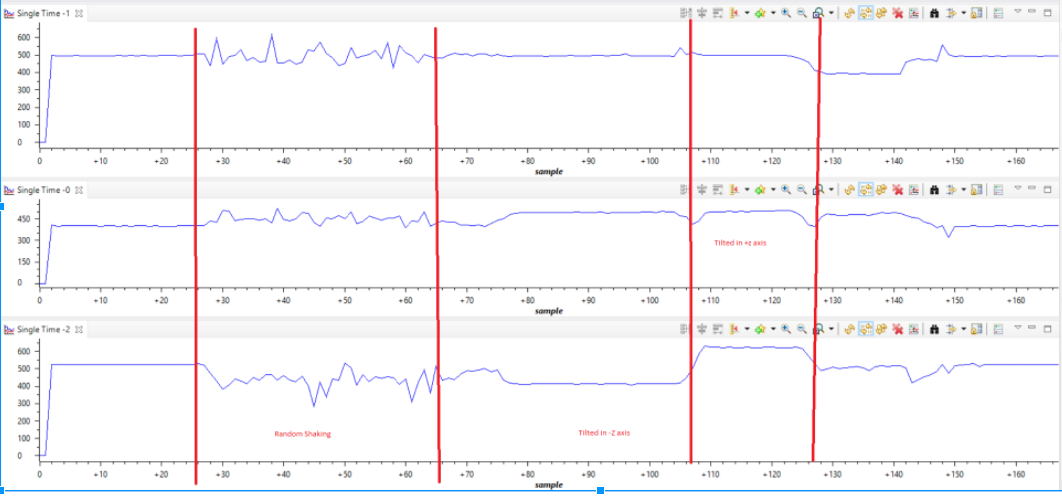 Single Time -1
600
500
400
300
200
100
0
0 +10 +20 +30 +40 +50 +60 +70 +80 +90 +100 +110 +120 +130 +140 +150 +160
sample
Single Time -0
450
300
150
0
Tilted in +z axis
0 +10 +20 +30 +40 +50 +60 +70 +80 +90 +100 +110 +120 +130 +140 +150 +160
sample
Single Time -2
600
500
400
300
200
100
0
Random Shaking
Tilted in -Z axis
0 +10 +20 +30 +40 +50 +60 +70 +80 +90 +100 +110 +120 +130 +140 +150 +160
sample